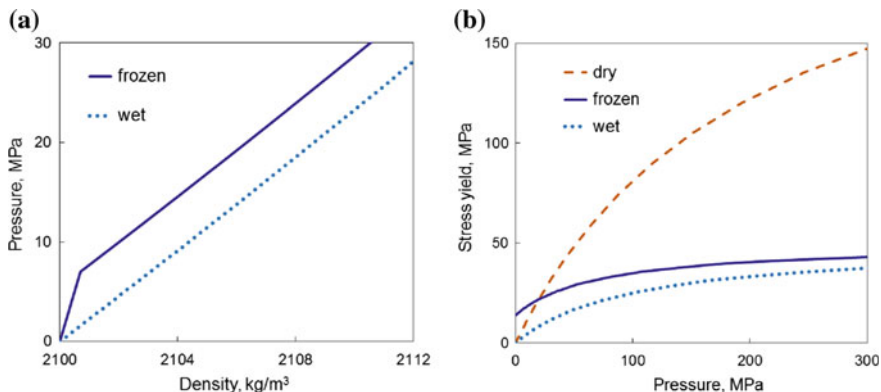 (a)
30
20
10
0
Pressure, MPa
frozen
wet
2100
2104
2108
2112
Density, kg/m³
(b)
150
100
50
0
Stress yield, MPa
dry
frozen
wet
0
100
200
300
Pressure, MPa